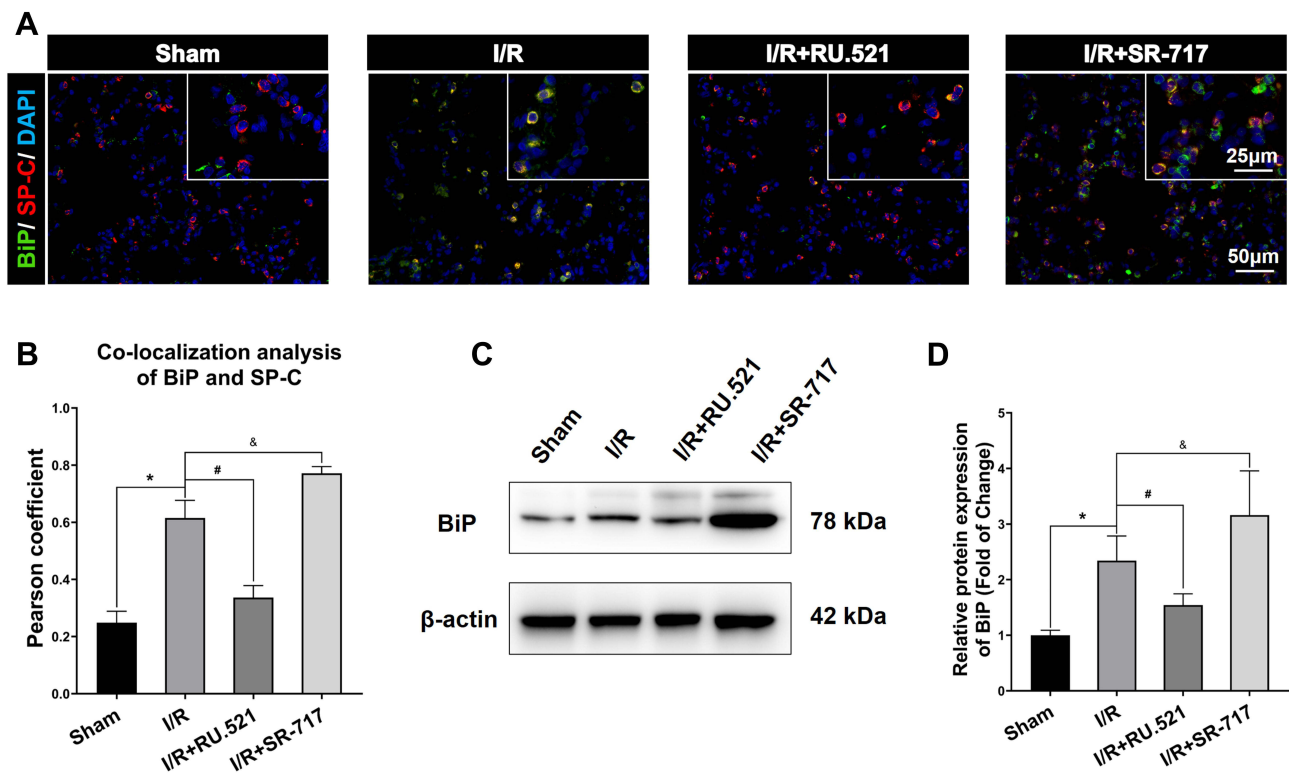 A
Sham
I/R
I/R+RU.521
I/R+SR-717
BiP/ SP-C/ DAPI
25μm
50μm
B
Co-localization analysis
of BiP and SP-C
Pearson coefficient
1.0
0.8
0.6
0.4
0.2
0.0
*
#
&
Sham
I/R
I/R+RU.521
I/R+SR-717
C
Sham
I/R
I/R+RU.521
I/R+SR-717
BiP
78 kDa
β-actin
42 kDa
D
Relative protein expression
of BiP (Fold of Change)
5
4
3
2
1
0
*
#
&
Sham
I/R
I/R+RU.521
I/R+SR-717